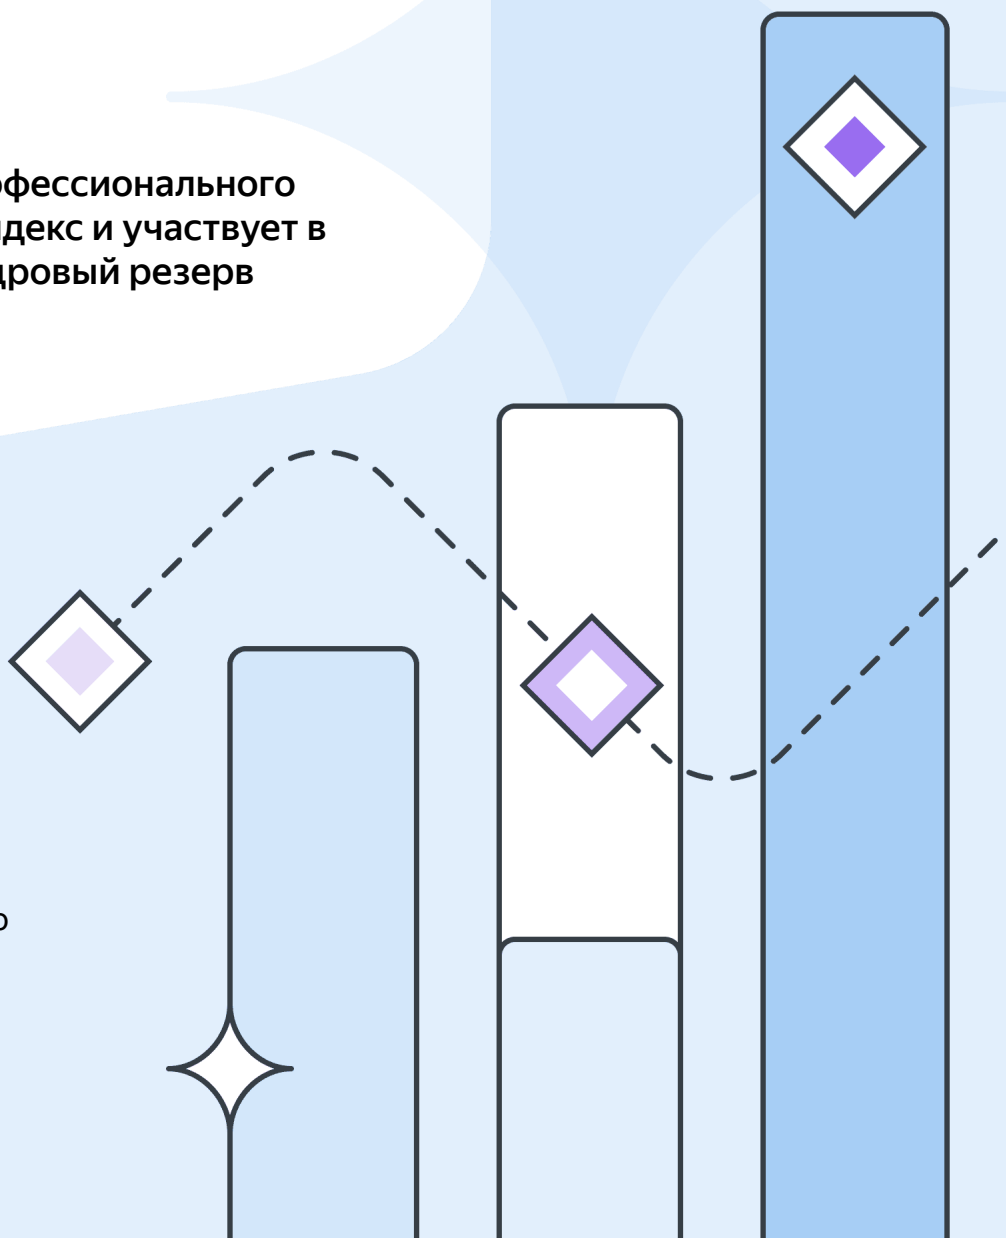 офессионального
ндекс и участвует в
дровый резерв
о